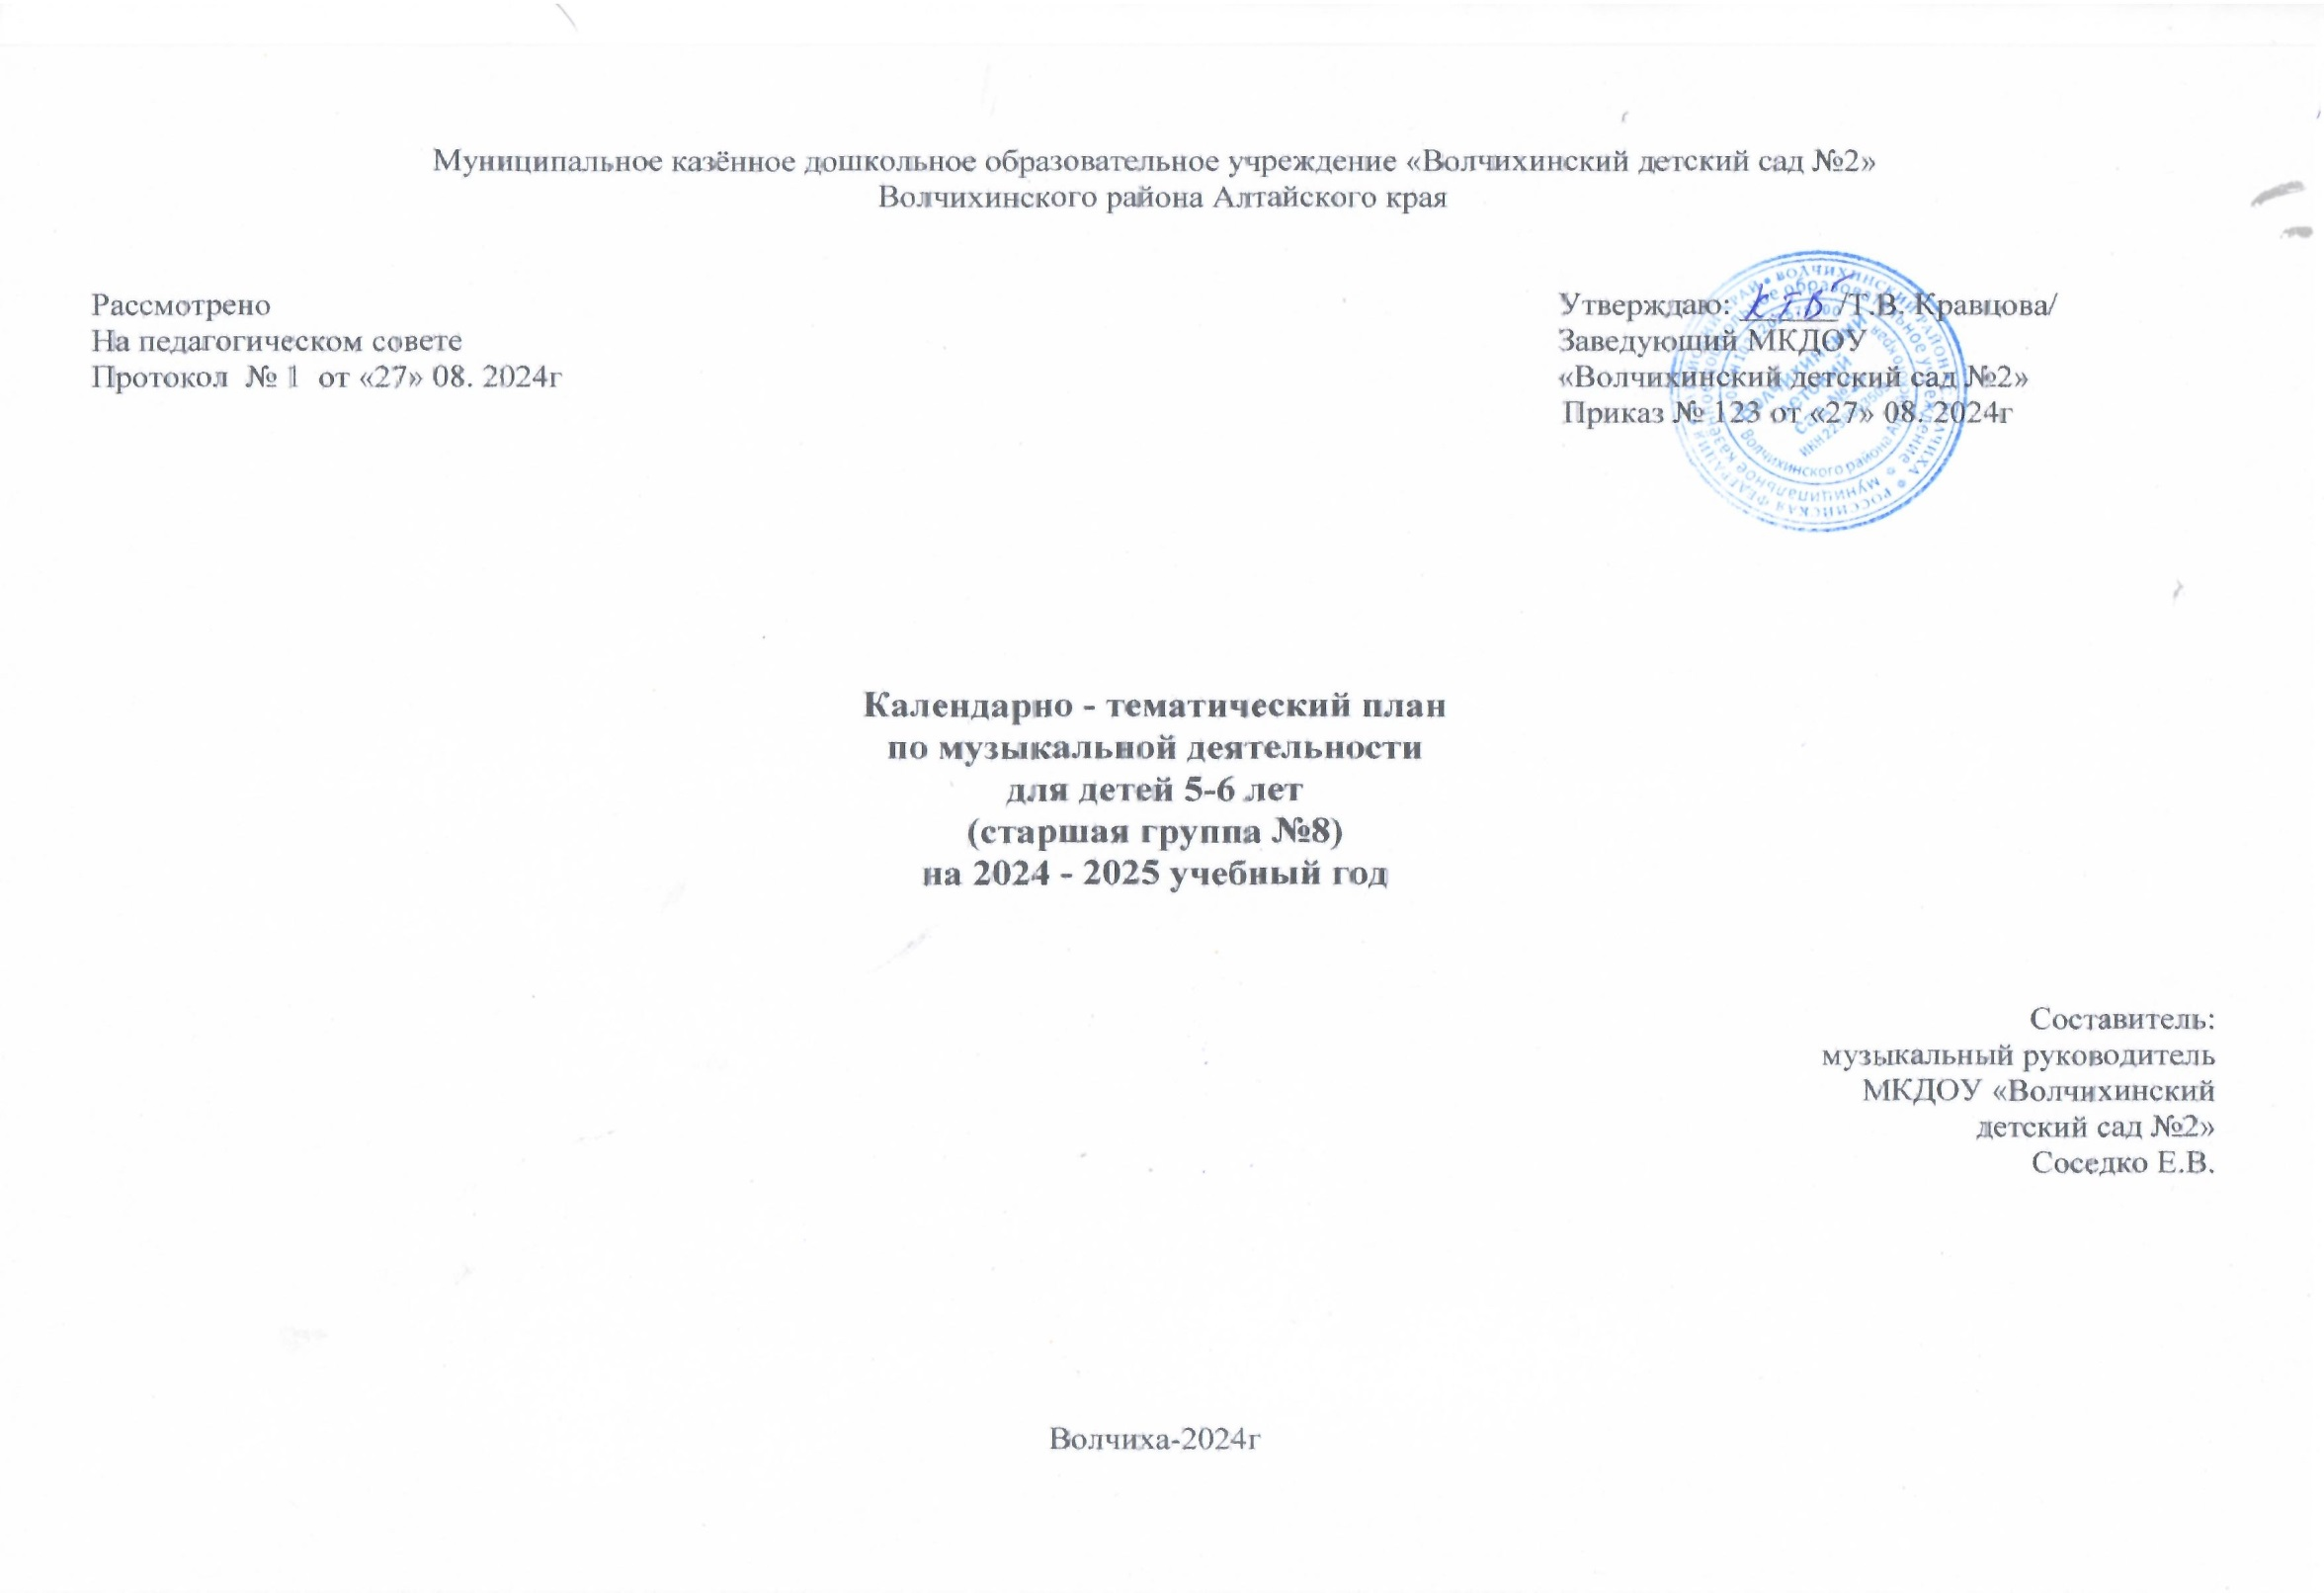 Муниципальное казённое дошкольное образовательное учреждение «Волчихинский детский сад №2»
Волчихинского района Алтайского края
Рассмотрено
На педагогическом совете
Протокол № 1 от «27» 08. 2024г
Утверждаю: /Т.В. Кравцова/
Заведующий МКДОУ
«Волчихинский детский сад №2»
Приказ № 123 от «27» 08. 2024г
Календарно - тематический план
по музыкальной деятельности
для детей 5-6 лет
(старшая группа №8)
на 2024 - 2025 учебный год
Составитель:
музыкальный руководитель
МКДОУ «Волчихинский
детский сад №2»
Соседко Е.В.
Волчиха-2024г